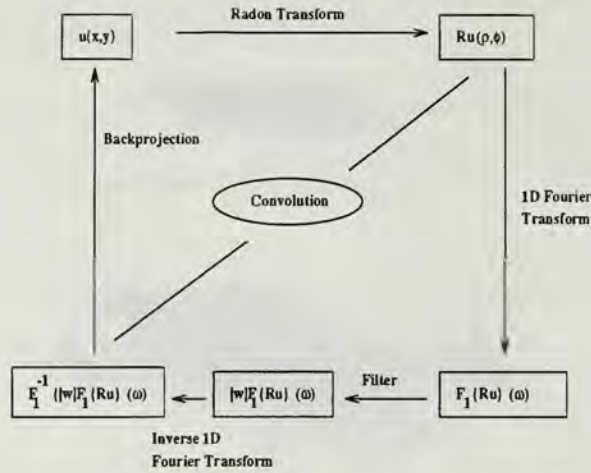 Radon Transform
u(x,y)
Ru(ρ,ϕ)
Backprojection
Convolution
1D Fourier
Transform
F₁⁻¹{|w|F₁{Ru} (ω)
|w|F₁{Ru} (ω)
Filter
F₁{Ru} (ω)
Inverse 1D
Fourier Transform